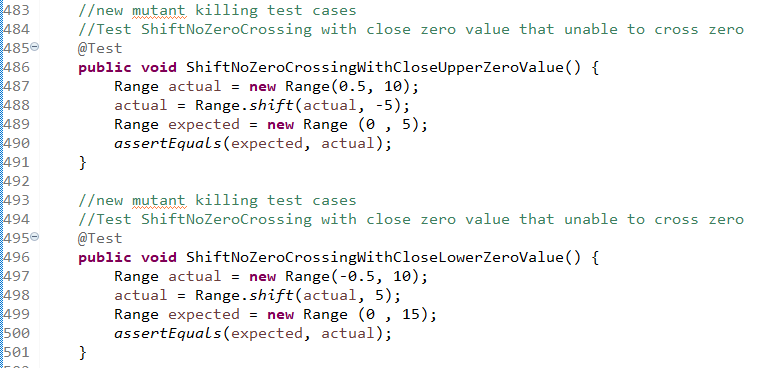 483 //new mutant killing test cases
484 //Test ShiftNoZeroCrossing with close zero value that unable to cross zero
485 @Test
486 public void ShiftNoZeroCrossingWithCloseUpperZeroValue() {
487 Range actual = new Range(0.5, 10);
488 actual = Range.shift(actual, -5);
489 Range expected = new Range (0 , 5);
490 assertEquals(expected, actual);
491 }
492
493 //new mutant killing test cases
494 //Test ShiftNoZeroCrossing with close zero value that unable to cross zero
495 @Test
496 public void ShiftNoZeroCrossingWithCloseLowerZeroValue() {
497 Range actual = new Range(-0.5, 10);
498 actual = Range.shift(actual, 5);
499 Range expected = new Range (0 , 15);
500 assertEquals(expected, actual);
501 }